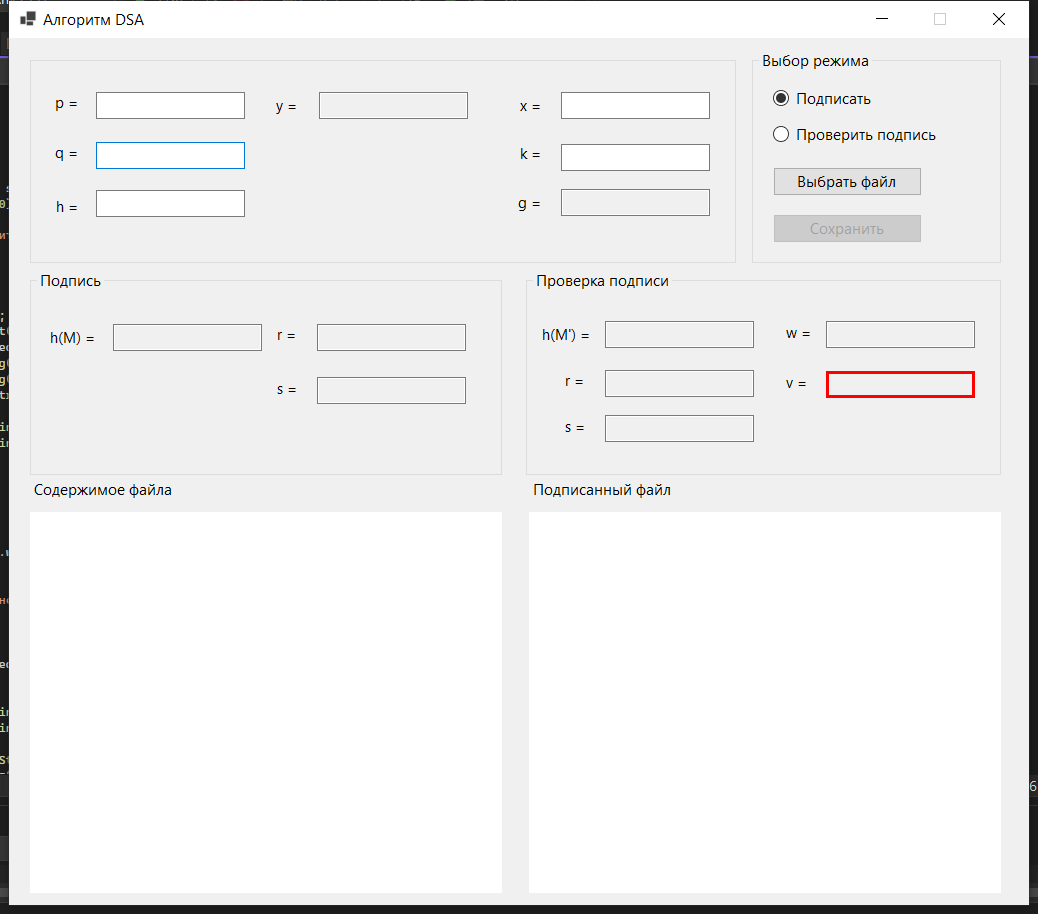 Алгоритм DSA
p =
y =
x =
q =
k =
h =
g =
Выбор режима
Подписать
Проверить подпись
Выбрать файл
Сохранить
Подпись
h(M) =
r =
s =
Проверка подписи
h(M') =
w =
r =
v =
s =
Содержимое файла
Подписанный файл